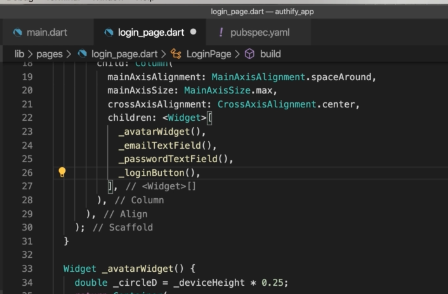 login_page.dart — authify_app
main.dart login_page.dart pubspec.yaml
lib > pages > login_page.dart > LoginPage > build
18 child: Column(
19 mainAxisAlignment: MainAxisAlignment.spaceAround,
20 mainAxisSize: MainAxisSize.max,
21 crossAxisAlignment: CrossAxisAlignment.center,
22 children: <Widget>[
23 _avatarWidget(),
24 _emailTextField(),
25 _passwordTextField(),
26 _loginButton(),
27 ], // <Widget>[]
28 ), // Column
29 ), // Align
30 ); // Scaffold
31 }
32
33 Widget _avatarWidget() {
34 double _circleD = _deviceHeight * 0.25;